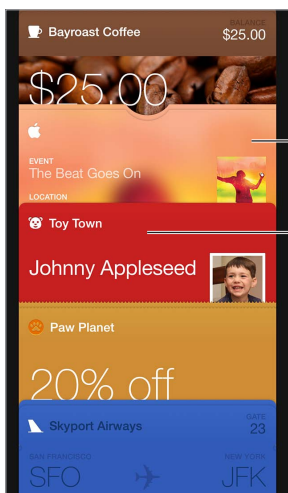 Bayroast Coffee
BALANCE
$25.00
$25.00
EVENT
The Beat Goes On
LOCATION
Toy Town
Johnny Appleseed
Paw Planet
20% off
Skyport Airways
GATE
23
SAN FRANCISCO
NEW YORK
SFO
JFK